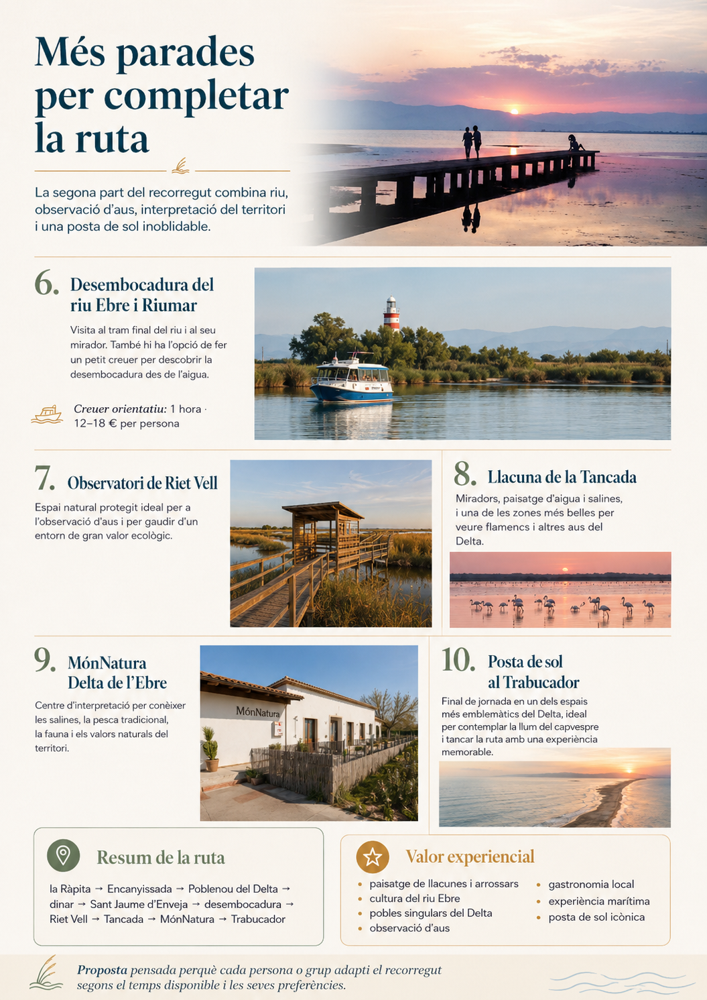 Més parades
per completar
la ruta
La segona part del recorregut combina riu,
observació d'aus, interpretació del territori
i una posta de sol inoblidable.
6. Desembocadura del
riu Ebre i Riumar
Visita al tram final del riu i al seu
mirador. També hi ha l'opció de fer
un petit creuer per descobrir la
desembocadura des de l'aigua.
Creuer orientatiu: 1 hora ·
12–18 € per persona
7. Observatori de Riet Vell
Espai natural protegit ideal per a
l'observació d'aus i per gaudir d'un
entorn de gran valor ecològic.
8. Llacuna de la Tancada
Miradors, paisatge d'aigua i salines,
i una de les zones més belles per
veure flamencs i altres aus del
Delta.
9. MónNatura
Delta de l'Ebre
Centre d'interpretació per conèixer
les salines, la pesca tradicional,
la fauna i els valors naturals del
territori.
MónNatura
10. Posta de sol
al Trabucador
Final de jornada en un dels espais
més emblemàtics del Delta, ideal
per contemplar la llum del capvespre
i tancar la ruta amb una experiència
memorable.
Resum de la ruta
la Ràpita → Encanyissada → Poblenou del Delta →
dinar → Sant Jaume d'Enveja → desembocadura →
Riet Vell → Tancada → MónNatura → Trabucador
Valor experiencial
• paisatge de llacunes i arrossars
• cultura del riu Ebre
• pobles singulars del Delta
• observació d'aus
• gastronomia local
• experiència marítima
• posta de sol icònica
Proposta pensada perquè cada persona o grup adapti el recorregut
segons el temps disponible i les seves preferències.